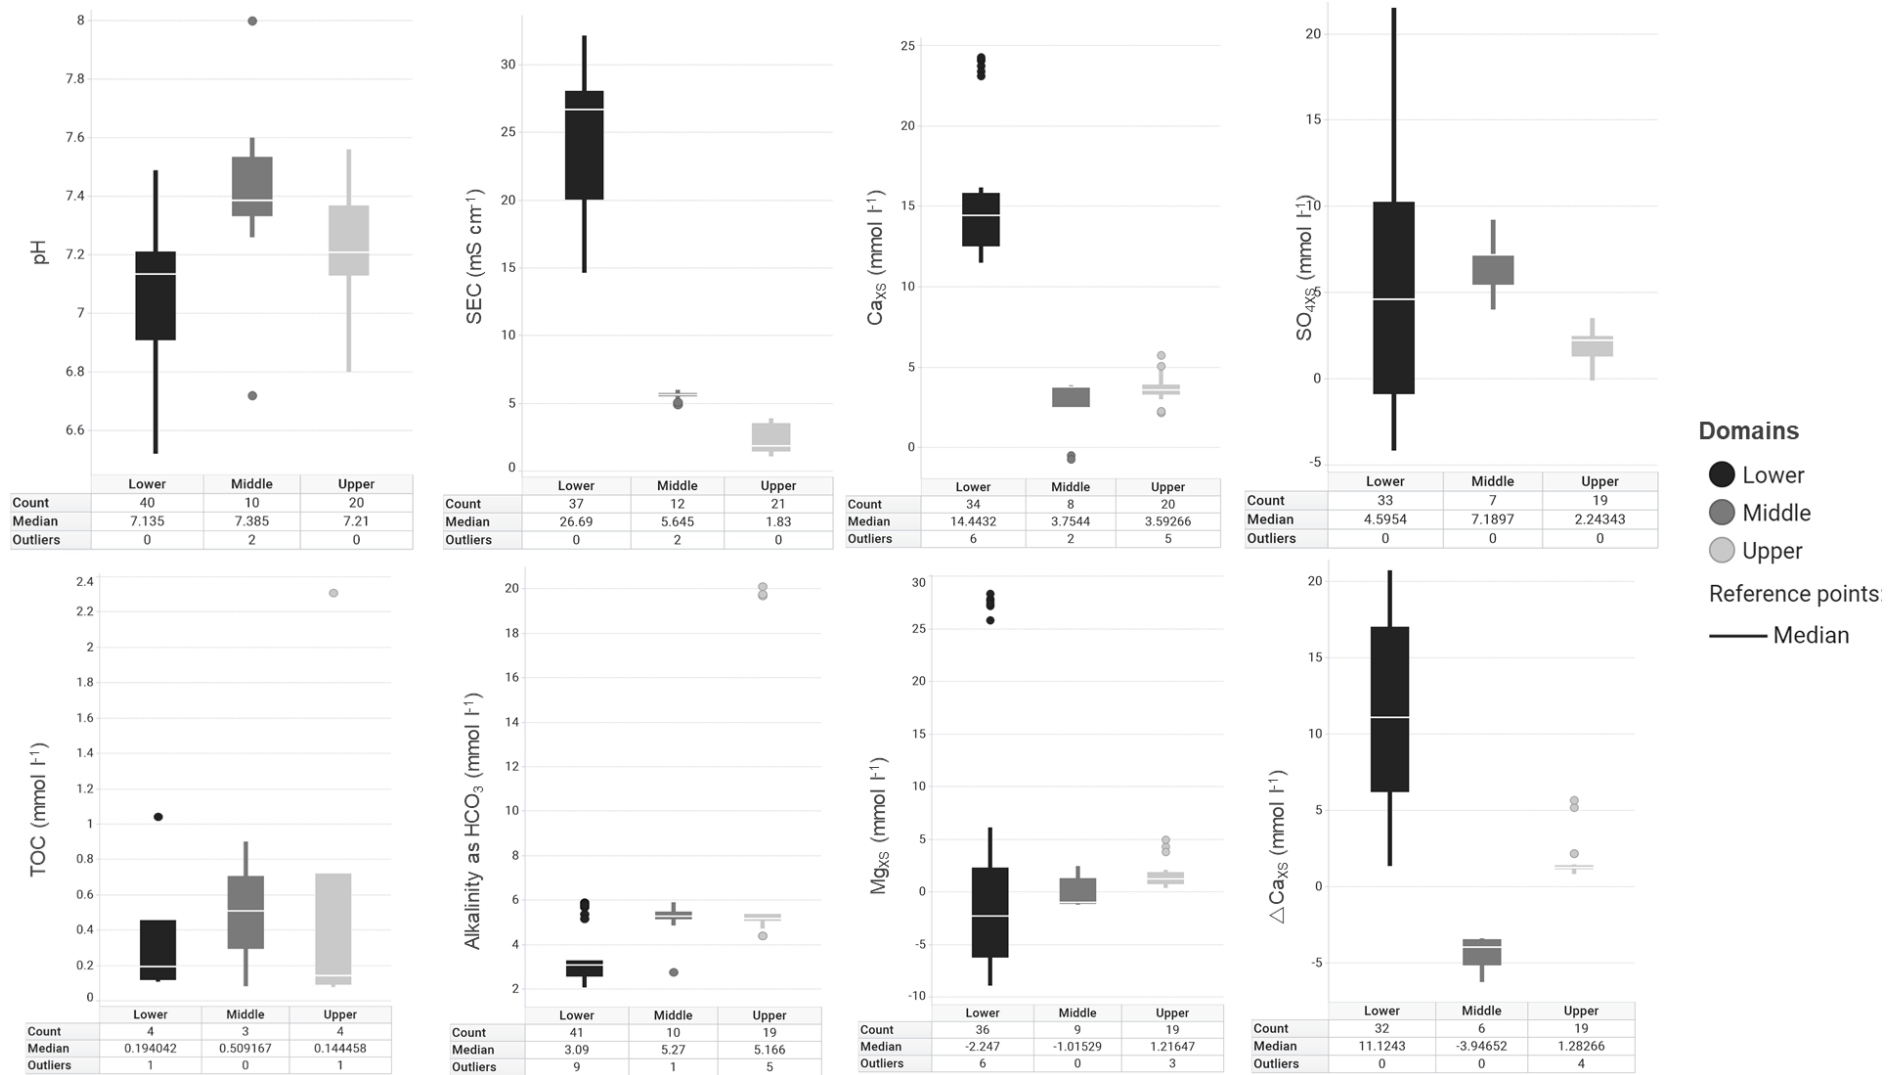 8
7.8
7.6
7.4
7.2
7
6.8
6.6
pH
Lower Middle Upper
Count 40 10 20
Median 7.135 7.385 7.21
Outliers 0 2 0
30
25
20
15
10
5
0
SEC (mS cm-1)
Lower Middle Upper
Count 37 12 21
Median 26.69 5.645 1.83
Outliers 0 2 0
25
20
15
10
5
0
CaXS (mmol l-1)
Lower Middle Upper
Count 34 8 20
Median 14.4432 3.7544 3.59266
Outliers 6 2 5
20
15
10
5
0
-5
SO4XS (mmol l-1)
Lower Middle Upper
Count 33 7 19
Median 4.5954 7.1897 2.24343
Outliers 0 0 0
Domains
Lower
Middle
Upper
Reference points:
Median
2.4
2.2
2
1.8
1.6
1.4
1.2
1
0.8
0.6
0.4
0.2
0
TOC (mmol l-1)
Lower Middle Upper
Count 4 3 4
Median 0.194042 0.509167 0.144458
Outliers 1 0 1
20
18
16
14
12
10
8
6
4
2
Alkalinity as HCO3 (mmol l-1)
Lower Middle Upper
Count 41 10 19
Median 3.09 5.27 5.166
Outliers 9 1 5
30
25
20
15
10
5
0
-5
-10
MgXS (mmol l-1)
Lower Middle Upper
Count 36 9 19
Median -2.247 -1.01529 1.21647
Outliers 6 0 3
20
15
10
5
0
-5
△CaXS (mmol l-1)
Lower Middle Upper
Count 32 6 19
Median 11.1243 -3.94652 1.28266
Outliers 0 0 4